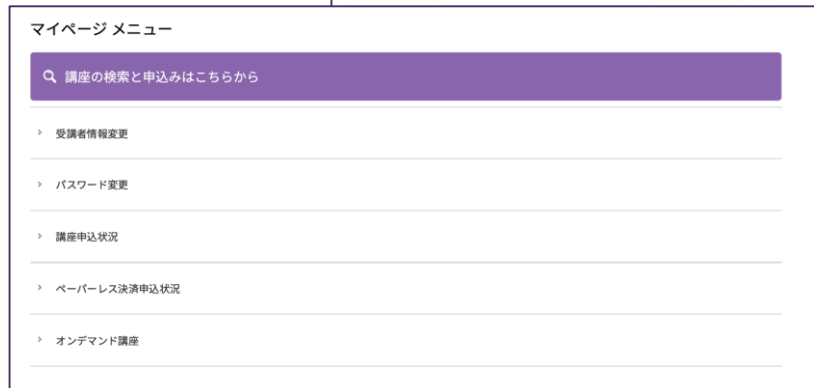 マイページ メニュー
講座の検索と申込みはこちらから
受講者情報変更
パスワード変更
講座申込状況
ペーパーレス決済申込状況
オンデマンド講座